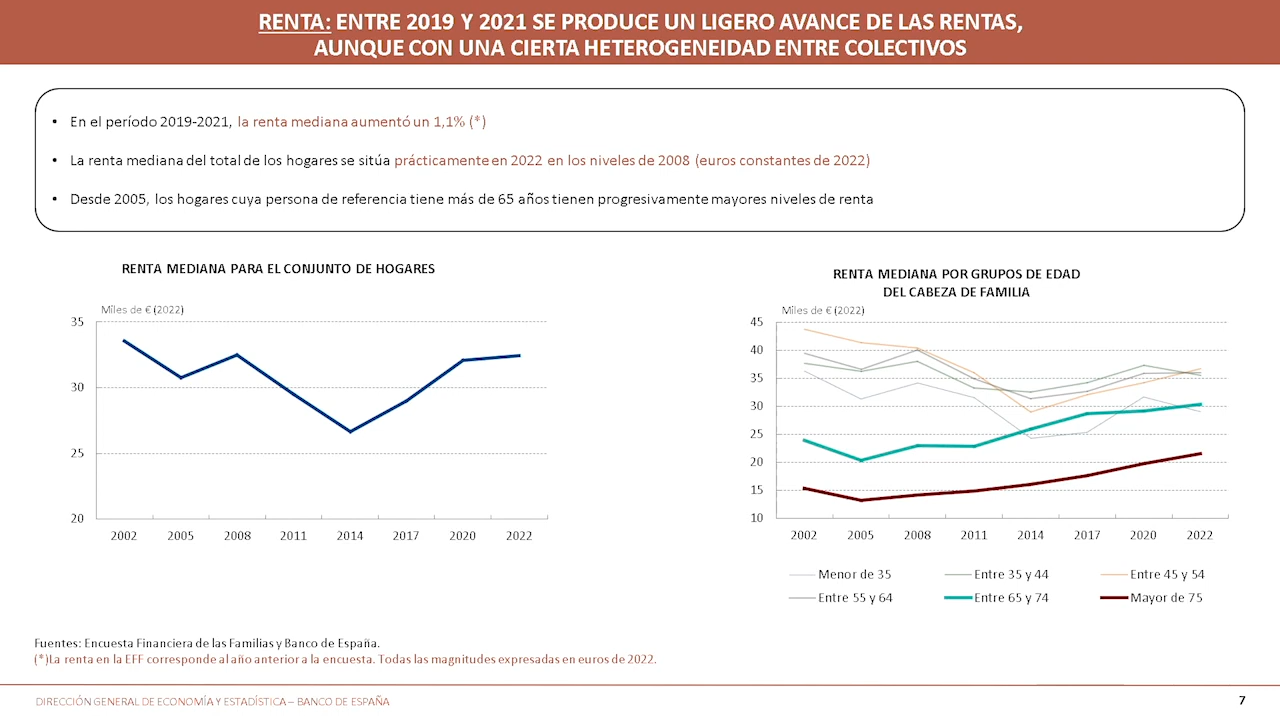 RENTA: ENTRE 2019 Y 2021 SE PRODUCE UN LIGERO AVANCE DE LAS RENTAS,
AUNQUE CON UNA CIERTA HETEROGENEIDAD ENTRE COLECTIVOS
• En el período 2019-2021, la renta mediana aumentó un 1,1% (*)
• La renta mediana del total de los hogares se sitúa prácticamente en 2022 en los niveles de 2008 (euros constantes de 2022)
• Desde 2005, los hogares cuya persona de referencia tiene más de 65 años tienen progresivamente mayores niveles de renta
RENTA MEDIANA PARA EL CONJUNTO DE HOGARES
Miles de € (2022)
35
30
25
20
2002 2005 2008 2011 2014 2017 2020 2022
RENTA MEDIANA POR GRUPOS DE EDAD
DEL CABEZA DE FAMILIA
Miles de € (2022)
45
40
35
30
25
20
15
10
2002 2005 2008 2011 2014 2017 2020 2022
Menor de 35 Entre 35 y 44 Entre 45 y 54
Entre 55 y 64 Entre 65 y 74 Mayor de 75
Fuentes: Encuesta Financiera de las Familias y Banco de España.
(*)La renta en la EFF corresponde al año anterior a la encuesta. Todas las magnitudes expresadas en euros de 2022.
DIRECCIÓN GENERAL DE ECONOMÍA Y ESTADÍSTICA – BANCO DE ESPAÑA
7